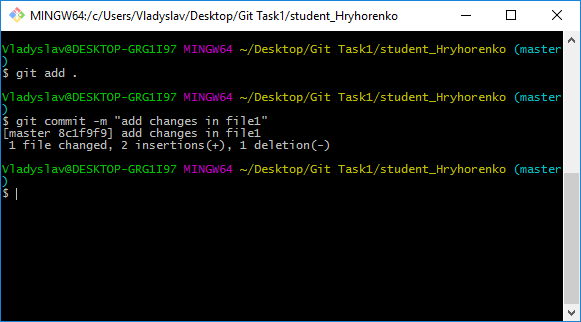 MINGW64:/c/Users/Vladyslav/Desktop/Git Task1/student_Hryhorenko
Vladyslav@DESKTOP-GRG1I97 MINGW64 ~/Desktop/Git Task1/student_Hryhorenko (master
)
$ git add .
Vladyslav@DESKTOP-GRG1I97 MINGW64 ~/Desktop/Git Task1/student_Hryhorenko (master
)
$ git commit -m "add changes in file1"
[master 8c1f9f9] add changes in file1
 1 file changed, 2 insertions(+), 1 deletion(-)
Vladyslav@DESKTOP-GRG1I97 MINGW64 ~/Desktop/Git Task1/student_Hryhorenko (master
)
$